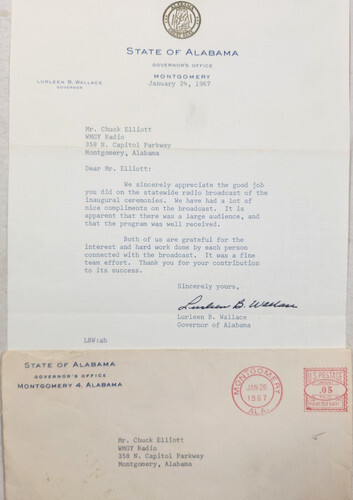 ALABAMA
STATE OF ALABAMA
GOVERNOR'S OFFICE
LURLEEN B. WALLACE
GOVERNOR
MONTGOMERY
January 24, 1967
Mr. Chuck Elliott
WMGY Radio
358 N. Capitol Parkway
Montgomery, Alabama
Dear Mr. Elliott:
We sincerely appreciate the good job
you did on the statewide radio broadcast of the
inaugural ceremonies. We have had a lot of
nice compliments on the broadcast. It is
apparent that there was a large audience, and
that the program was well received.
Both of us are grateful for the
interest and hard work done by each person
connected with the broadcast. It was a fine
team effort. Thank you for your contribution
to its success.
Sincerely yours,
Lurleen B. Wallace
Lurleen B. Wallace
Governor of Alabama
LBW:ah
STATE OF ALABAMA
GOVERNOR'S OFFICE
MONTGOMERY 4, ALABAMA
MONTGOMERY
JAN 26
1967
ALA.
U.S. POSTAGE
.05
Mr. Chuck Elliott
WMGY Radio
358 N. Capitol Parkway
Montgomery, Alabama